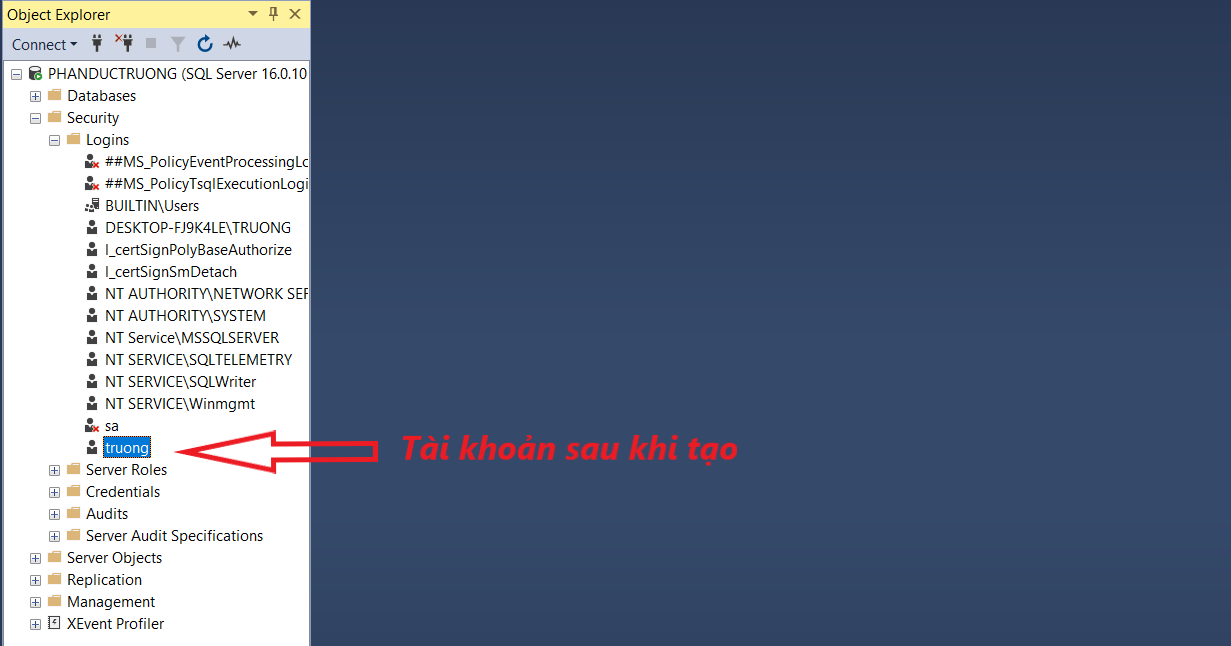 Object Explorer
Connect
PHANDUCTRUONG (SQL Server 16.0.10
Databases
Security
Logins
##MS_PolicyEventProcessingLo
##MS_PolicyTsqlExecutionLogi
BUILTIN\Users
DESKTOP-FJ9K4LE\TRUONG
l_certSignPolyBaseAuthorize
l_certSignSmDetach
NT AUTHORITY\NETWORK SER
NT AUTHORITY\SYSTEM
NT Service\MSSQLSERVER
NT SERVICE\SQLTELEMETRY
NT SERVICE\SQLWriter
NT SERVICE\Winmgmt
sa
truong Tài khoản sau khi tạo
Server Roles
Credentials
Audits
Server Audit Specifications
Server Objects
Replication
Management
XEvent Profiler